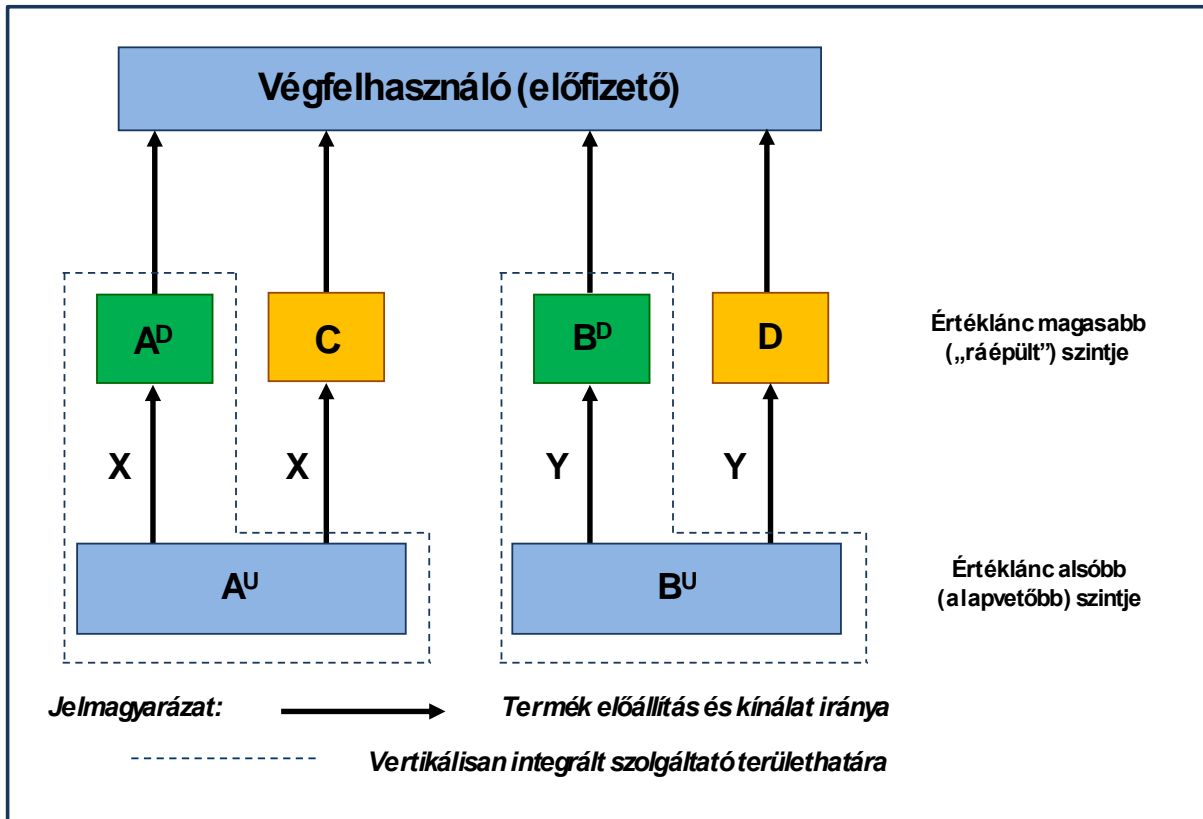 Végfelhasználó (előfizető)
Aᴰ
C
Bᴰ
D
Értéklánc magasabb
(„ráépült”) szintje
X
X
Y
Y
Aᵁ
Bᵁ
Értéklánc alsóbb
(alapvetőbb) szintje
Jelmagyarázat:
Termék előállítás és kínálat iránya
Vertikálisan integrált szolgáltató területhatára